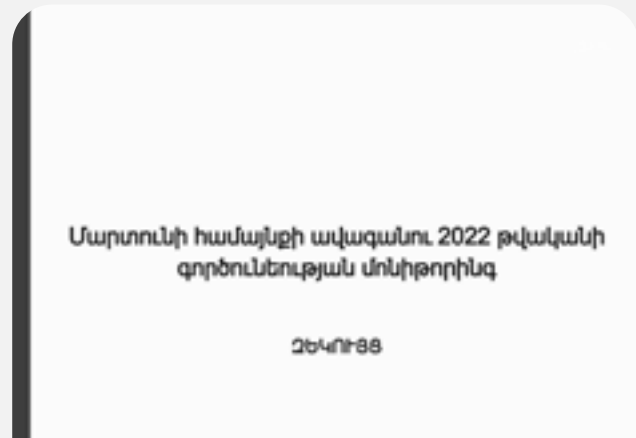 Մարտունի համայնքի ավագանու 2022 թվականի
գործունեության մոնիթորինգ
ԶԵԿՈՒՅՑ